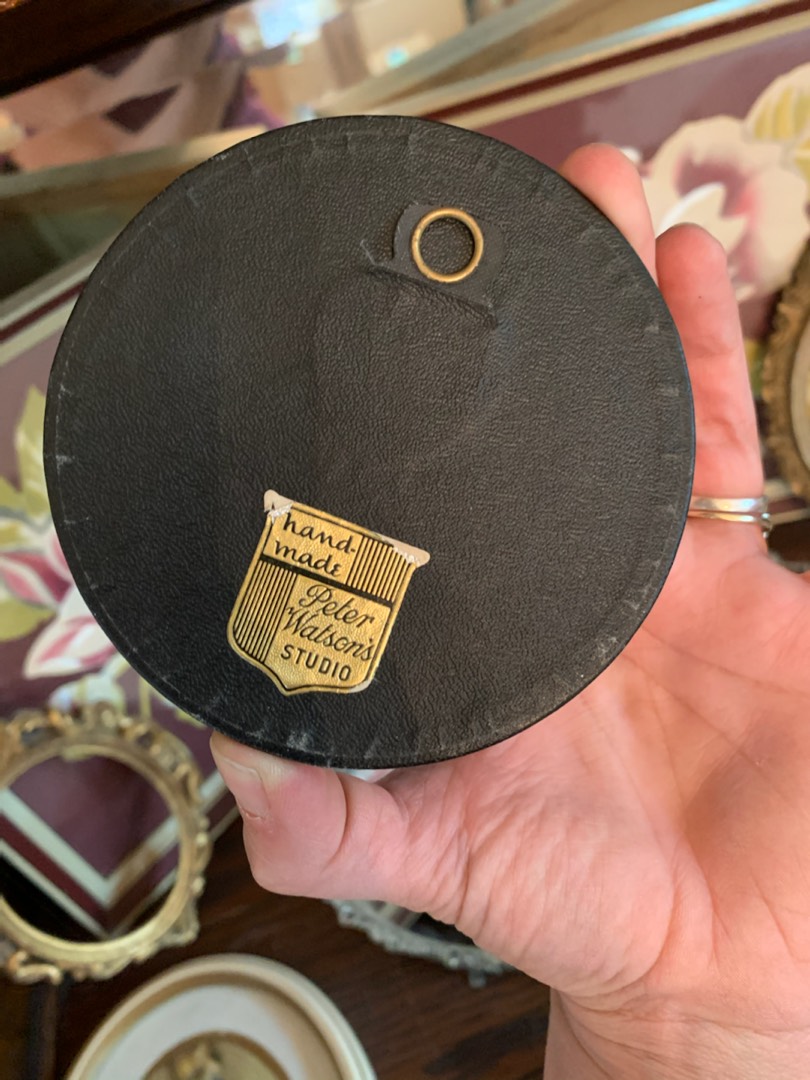 hand-
made
Peter
Watson's
STUDIO